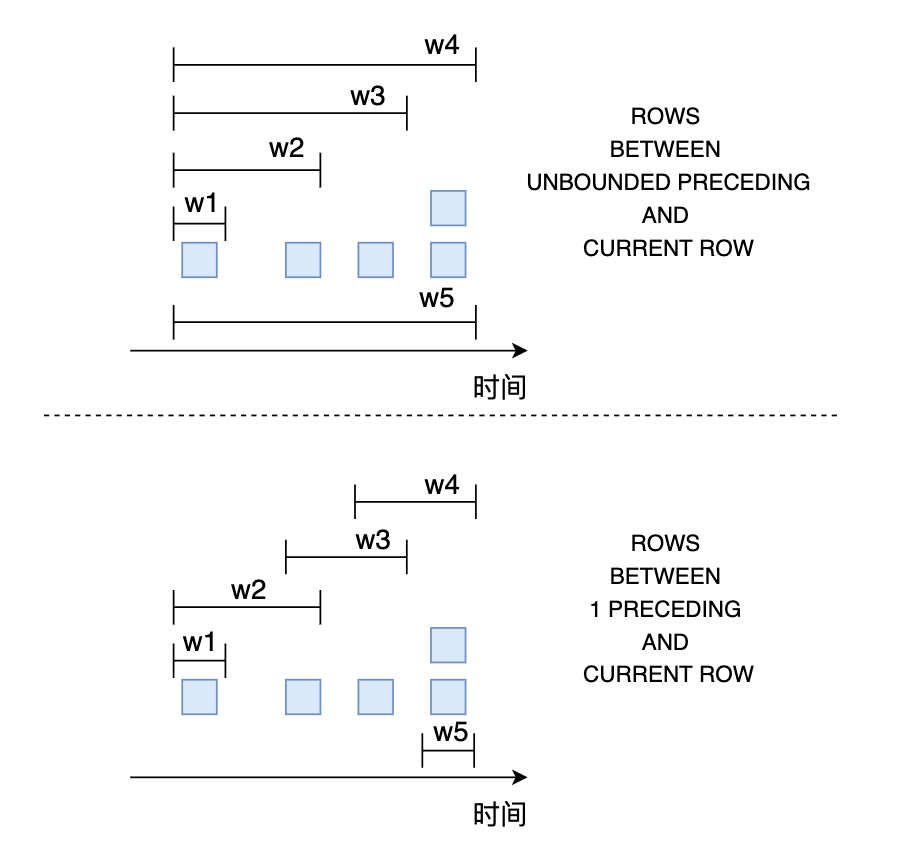 w4
w3
w2
w1
w5
时间
ROWS
BETWEEN
UNBOUNDED PRECEDING
AND
CURRENT ROW
w4
w3
w2
w1
w5
时间
ROWS
BETWEEN
1 PRECEDING
AND
CURRENT ROW